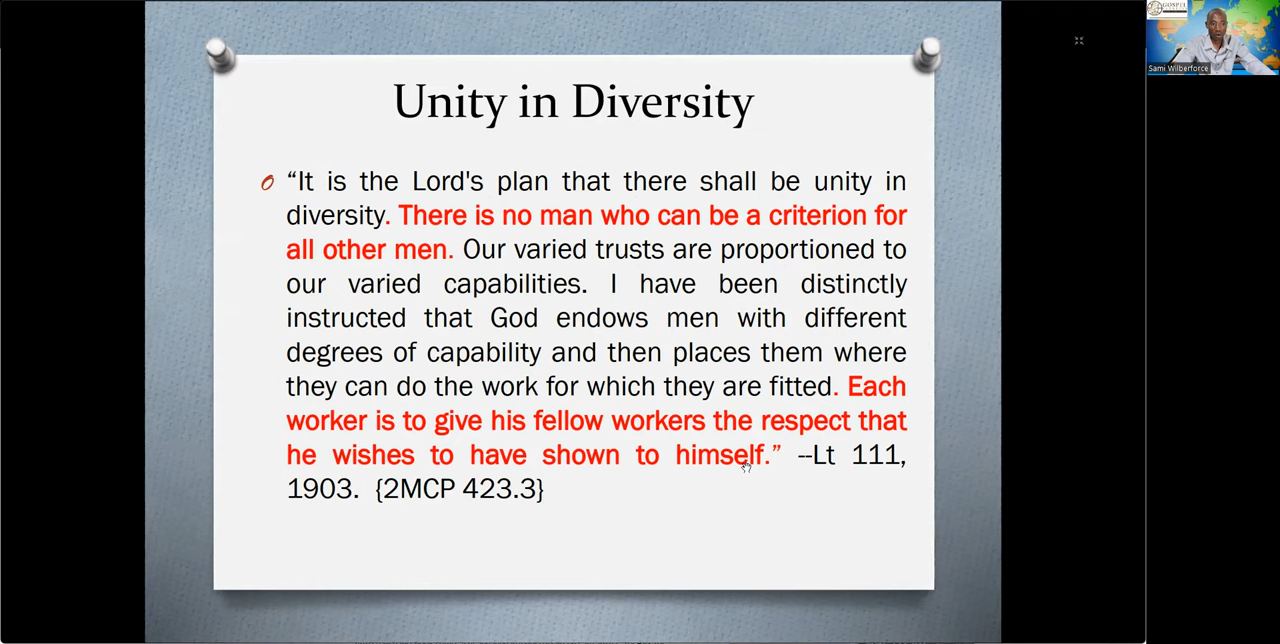 Unity in Diversity
“It is the Lord's plan that there shall be unity in
diversity. There is no man who can be a criterion for
all other men. Our varied trusts are proportioned to
our varied capabilities. I have been distinctly
instructed that God endows men with different
degrees of capability and then places them where
they can do the work for which they are fitted. Each
worker is to give his fellow workers the respect that
he wishes to have shown to himself.” --Lt 111,
1903. {2MCP 423.3}
GOSPEL
Sami Wilberforce